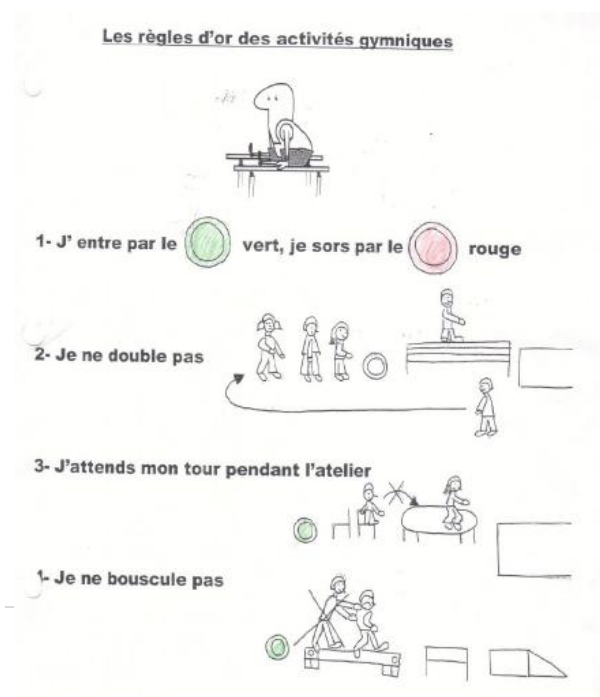 Les règles d'or des activités gymniques
1- J' entre par le vert, je sors par le rouge
2- Je ne double pas
3- J'attends mon tour pendant l'atelier
1- Je ne bouscule pas